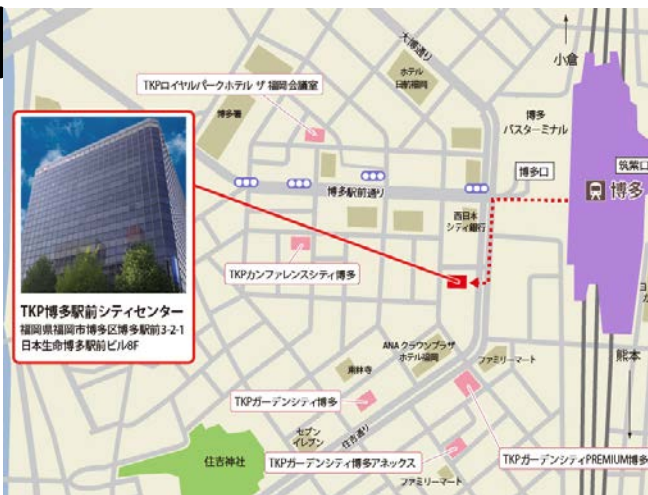 大博通り
小倉
ホテル
日航福岡
TKPロイヤルパークホテル ザ 福岡会議室
博多署
博多
バスターミナル
博多口
筑紫口
博多
博多駅前通り
西日本
シティ銀行
TKPカンファレンスシティ博多
TKP博多駅前シティセンター
福岡県福岡市博多区博多駅前3-2-1
日本生命博多駅前ビル8F
ANAクラウンプラザ
ホテル福岡
ファミリーマート
熊本
東林寺
TKPガーデンシティ博多
セブン
イレブン
住吉通り
住吉神社
TKPガーデンシティ博多アネックス
TKPガーデンシティPREMIUM博多
ファミリーマート